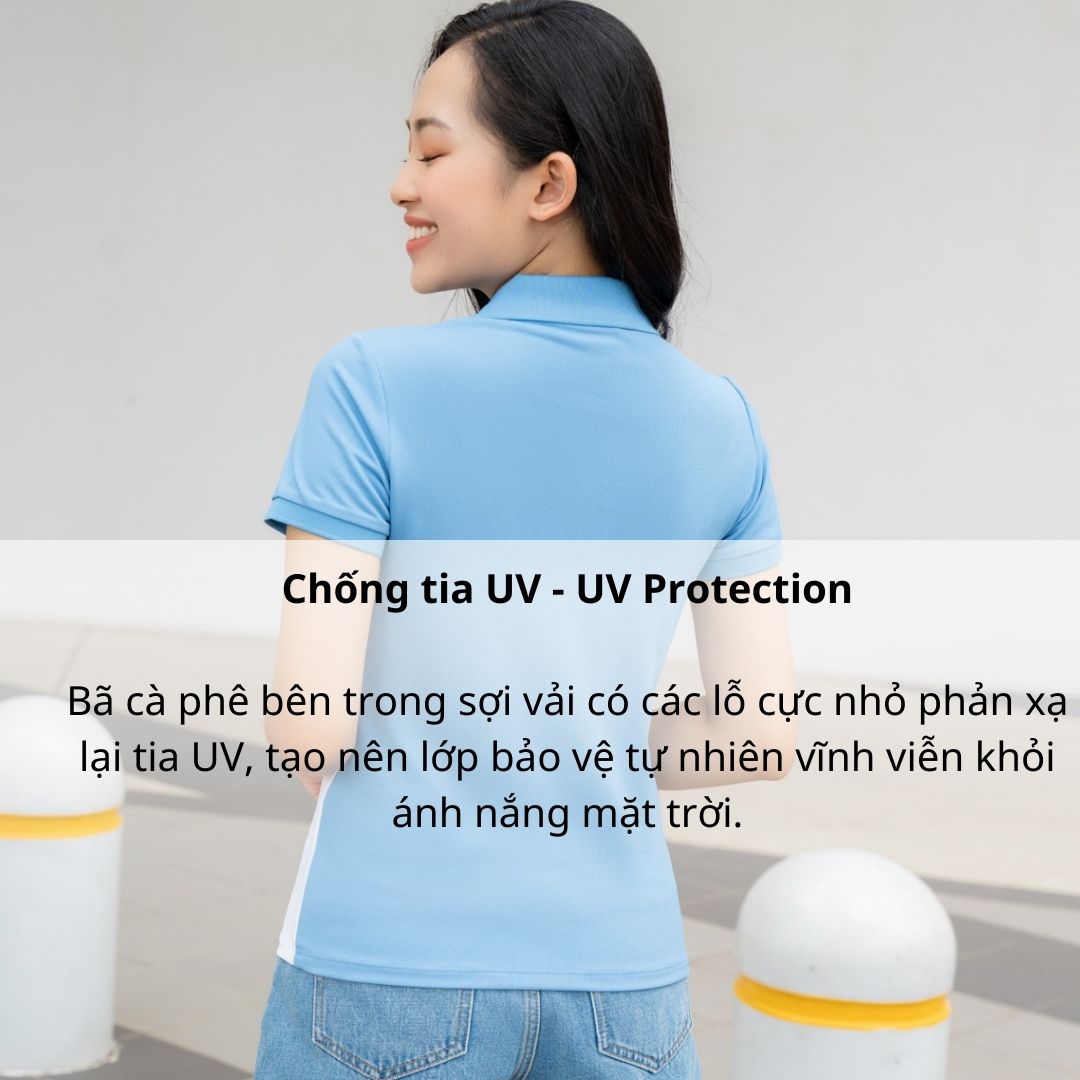 Chống tia UV - UV Protection
Bã cà phê bên trong sợi vải có các lỗ cực nhỏ phản xạ
lại tia UV, tạo nên lớp bảo vệ tự nhiên vĩnh viễn khỏi
ánh nắng mặt trời.